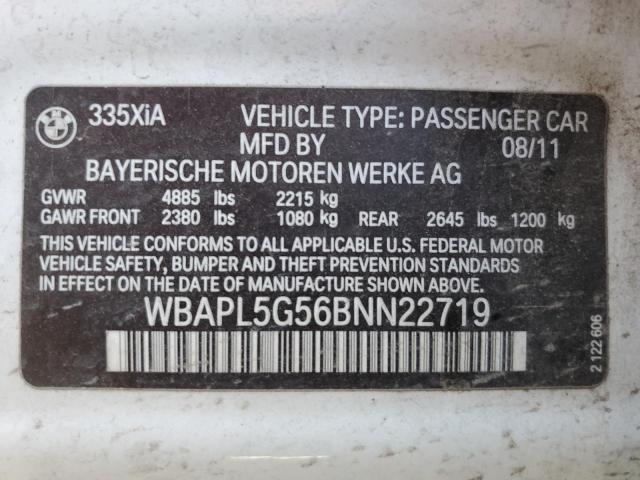 BMW 335XiA VEHICLE TYPE: PASSENGER CAR
MFD BY 08/11
BAYERISCHE MOTOREN WERKE AG
GVWR 4885 lbs 2215 kg
GAWR FRONT 2380 lbs 1080 kg REAR 2645 lbs 1200 kg
THIS VEHICLE CONFORMS TO ALL APPLICABLE U.S. FEDERAL MOTOR
VEHICLE SAFETY, BUMPER AND THEFT PREVENTION STANDARDS
IN EFFECT ON THE DATE OF MANUFACTURE SHOWN ABOVE.
WBAPL5G56BNN22719
2 122 606